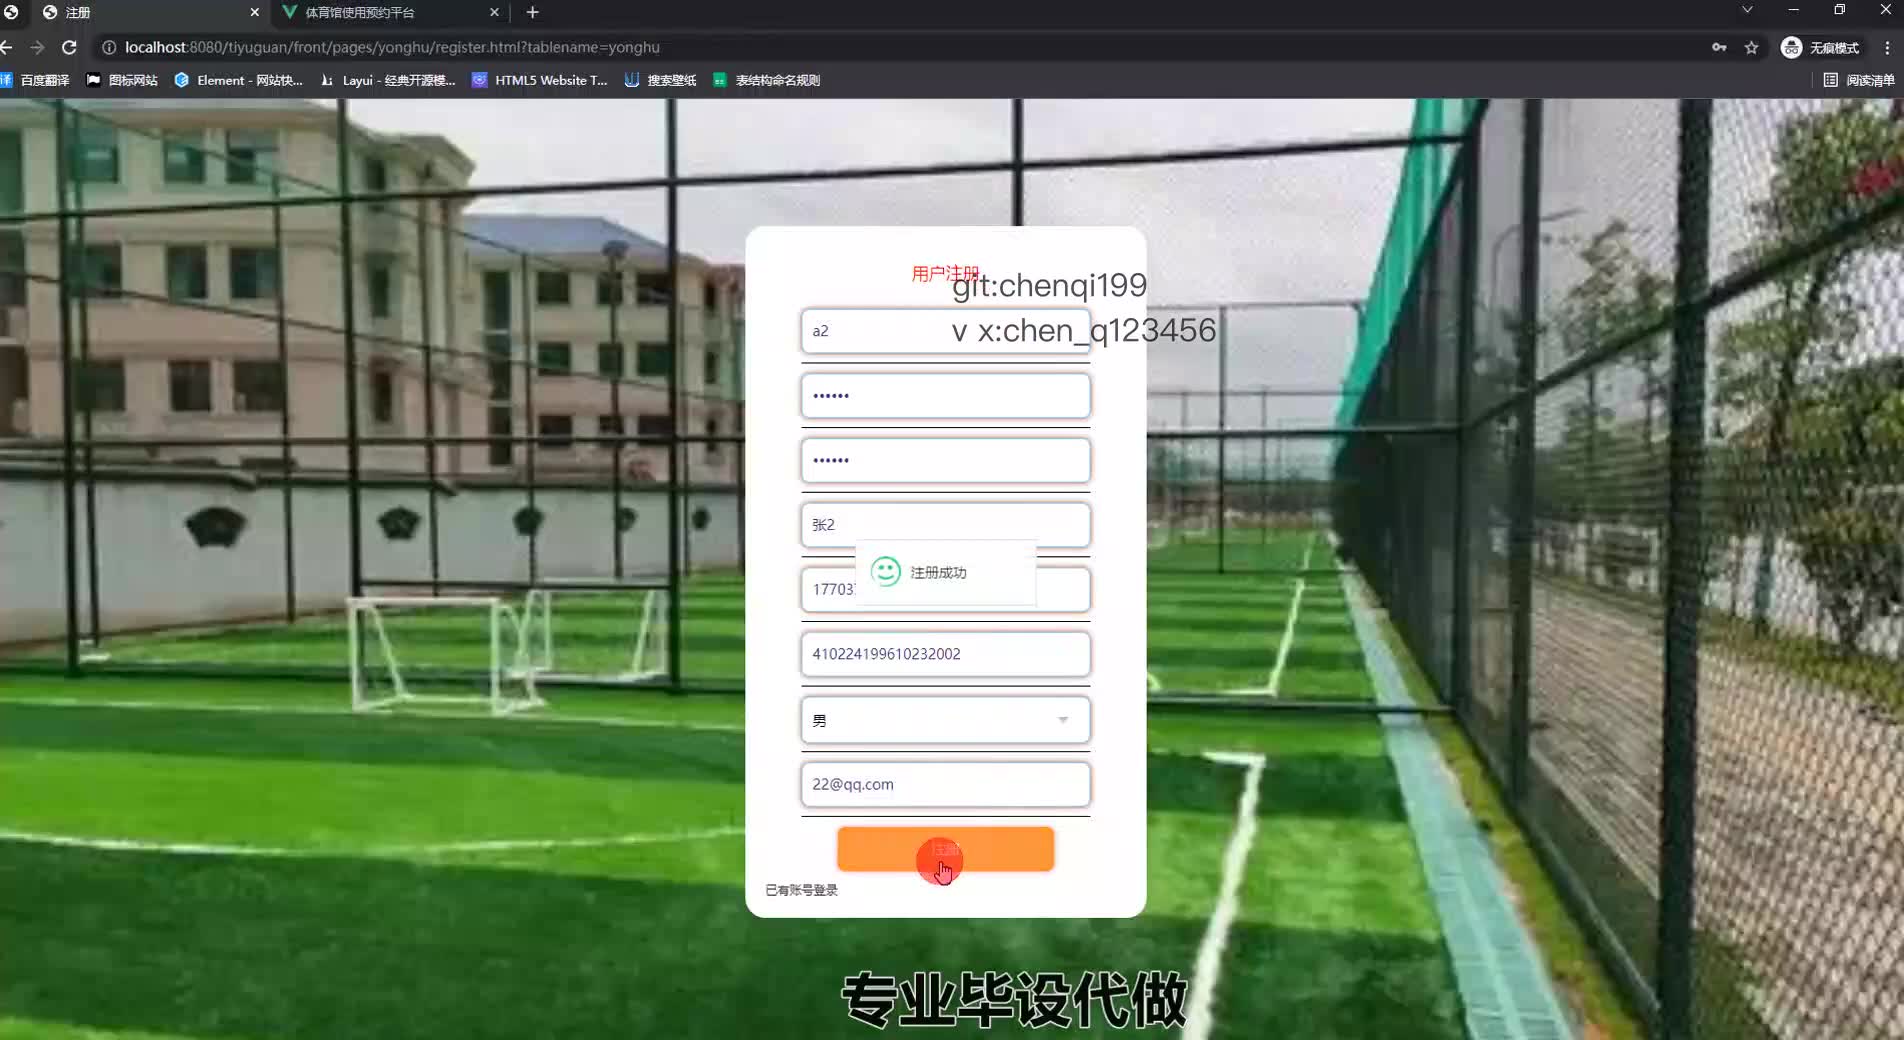 注册
体育馆使用预约平台
localhost:8080/tiyuguan/front/pages/yonghu/register.html?tablename=yonghu
无痕模式
译 百度翻译
图标网站
Element - 网站快...
Layui - 经典开源模...
HTML5 Website T...
搜索壁纸
表结构命名规则
阅读清单
用户注册
git:chenqi199
a2
v x:chen_q123456
••••••
••••••
张2
注册成功
17703
410224199610232002
男
22@qq.com
注册
已有账号登录
专业毕设代做